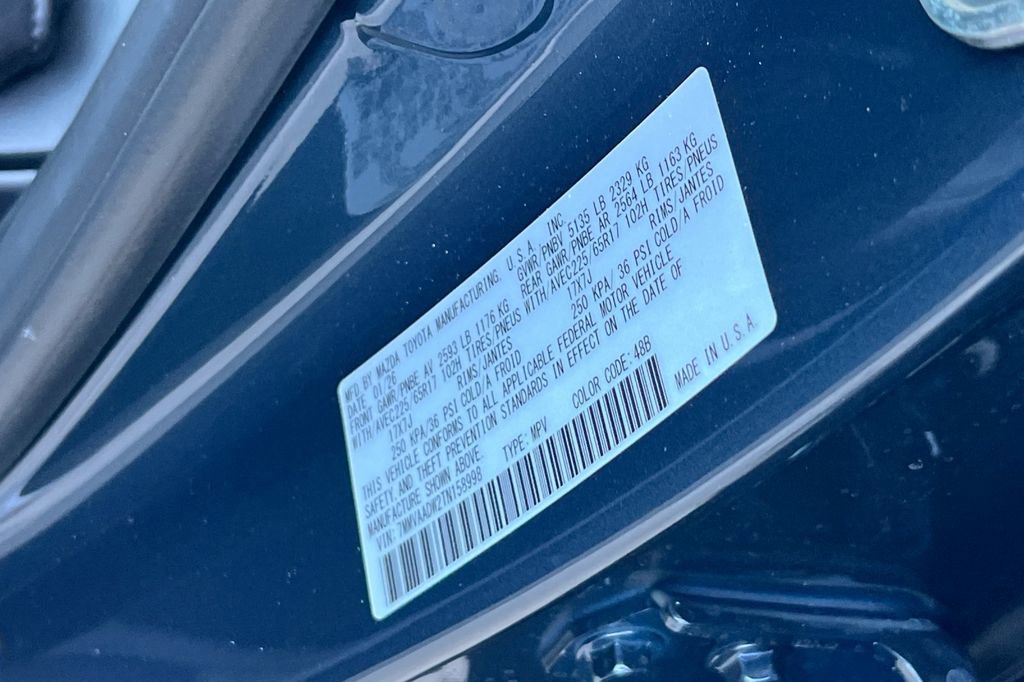 MFD. BY MAZDA TOYOTA MANUFACTURING, U.S.A., INC.
DATE: 01/26 GVWR/PNBV 5135 LB 2329 KG
FRONT GAWR/PNBE AV 2593 LB 1176 KG REAR GAWR/PNBE AR 2564 LB 1163 KG
WITH/AVEC225/65R17 102H TIRES/PNEUS WITH/AVEC225/65R17 102H TIRES/PNEUS
17X7J RIMS/JANTES 17X7J RIMS/JANTES
250 KPA/36 PSI COLD/A FROID 250 KPA/ 36 PSI COLD/A FROID
THIS VEHICLE CONFORMS TO ALL APPLICABLE FEDERAL MOTOR VEHICLE
SAFETY, AND THEFT PREVENTION STANDARDS IN EFFECT ON THE DATE OF
MANUFACTURE SHOWN ABOVE.
VIN: 7MMVAADW2TN158998 TYPE: MPV COLOR CODE: 48B
MADE IN U.S.A.